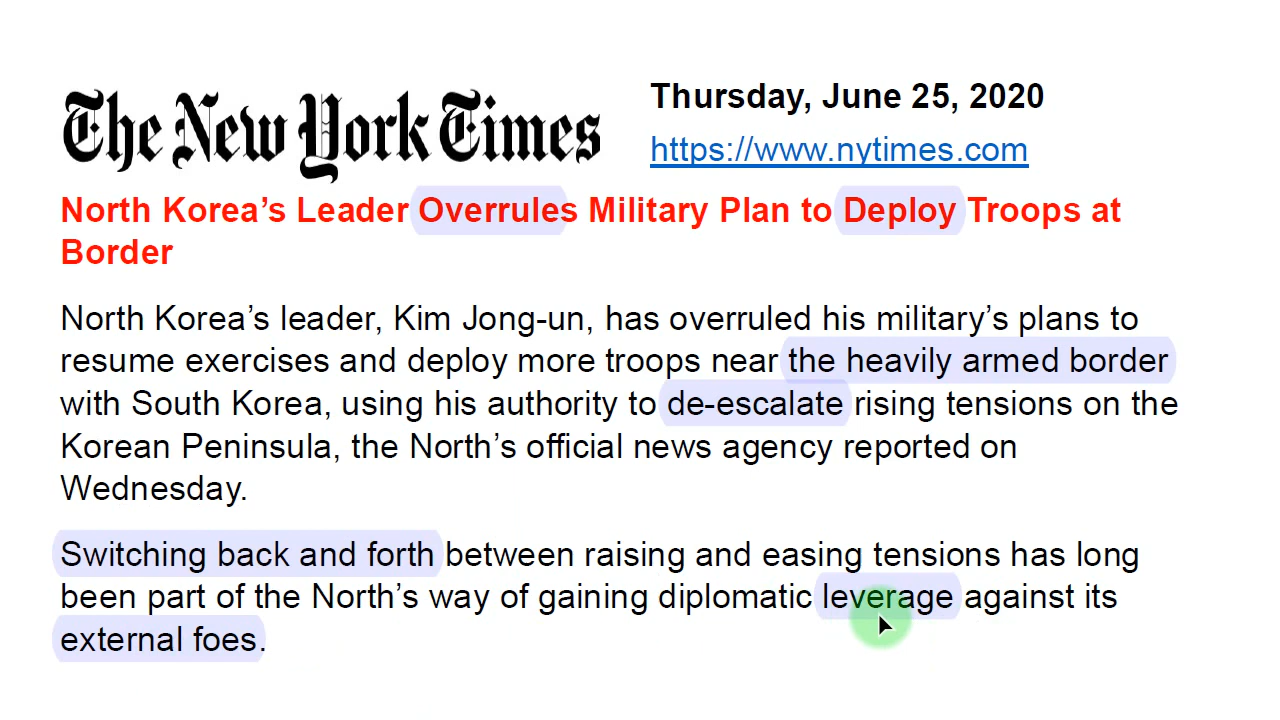 The New York Times
Thursday, June 25, 2020
https://www.nytimes.com
North Korea’s Leader Overrules Military Plan to Deploy Troops at
Border
North Korea’s leader, Kim Jong-un, has overruled his military’s plans to
resume exercises and deploy more troops near the heavily armed border
with South Korea, using his authority to de-escalate rising tensions on the
Korean Peninsula, the North’s official news agency reported on
Wednesday.
Switching back and forth between raising and easing tensions has long
been part of the North’s way of gaining diplomatic leverage against its
external foes.